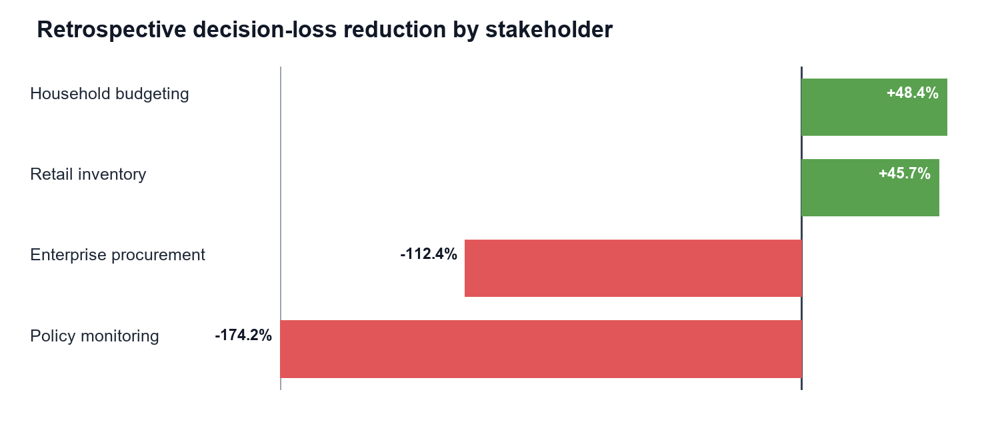 Retrospective decision-loss reduction by stakeholder
Household budgeting
+48.4%
Retail inventory
+45.7%
Enterprise procurement
-112.4%
Policy monitoring
-174.2%